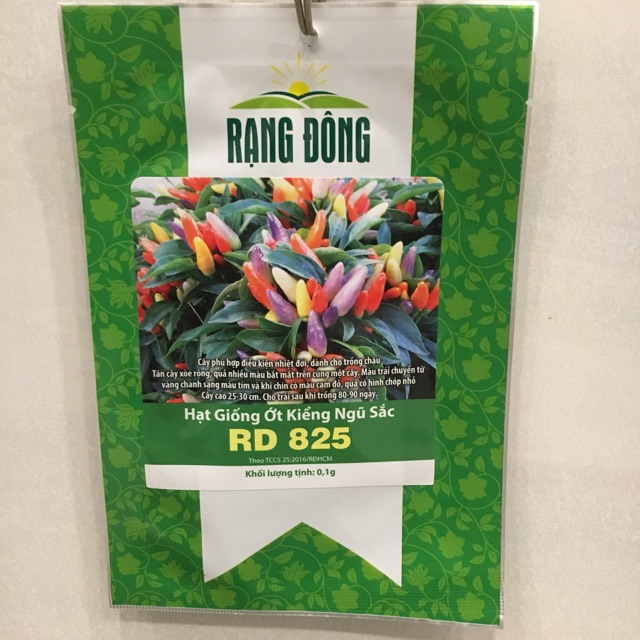 RẠNG ĐÔNG
Cây phù hợp điều kiện nhiệt đới, dành cho trồng chậu
Tán cây xòe rộng, quả nhiều màu bắt mắt trên cùng một cây. Màu trái chuyển từ
vàng chanh sang màu tím và khi chín có màu cam đỏ, quả có hình chóp nhỏ
Cây cao 25-30 cm. Cho trái sau khi trồng 80-90 ngày.
Hạt Giống Ớt Kiểng Ngũ Sắc
RD 825
Theo TCCS 25:2016/RĐHCM
Khối lượng tịnh: 0,1g